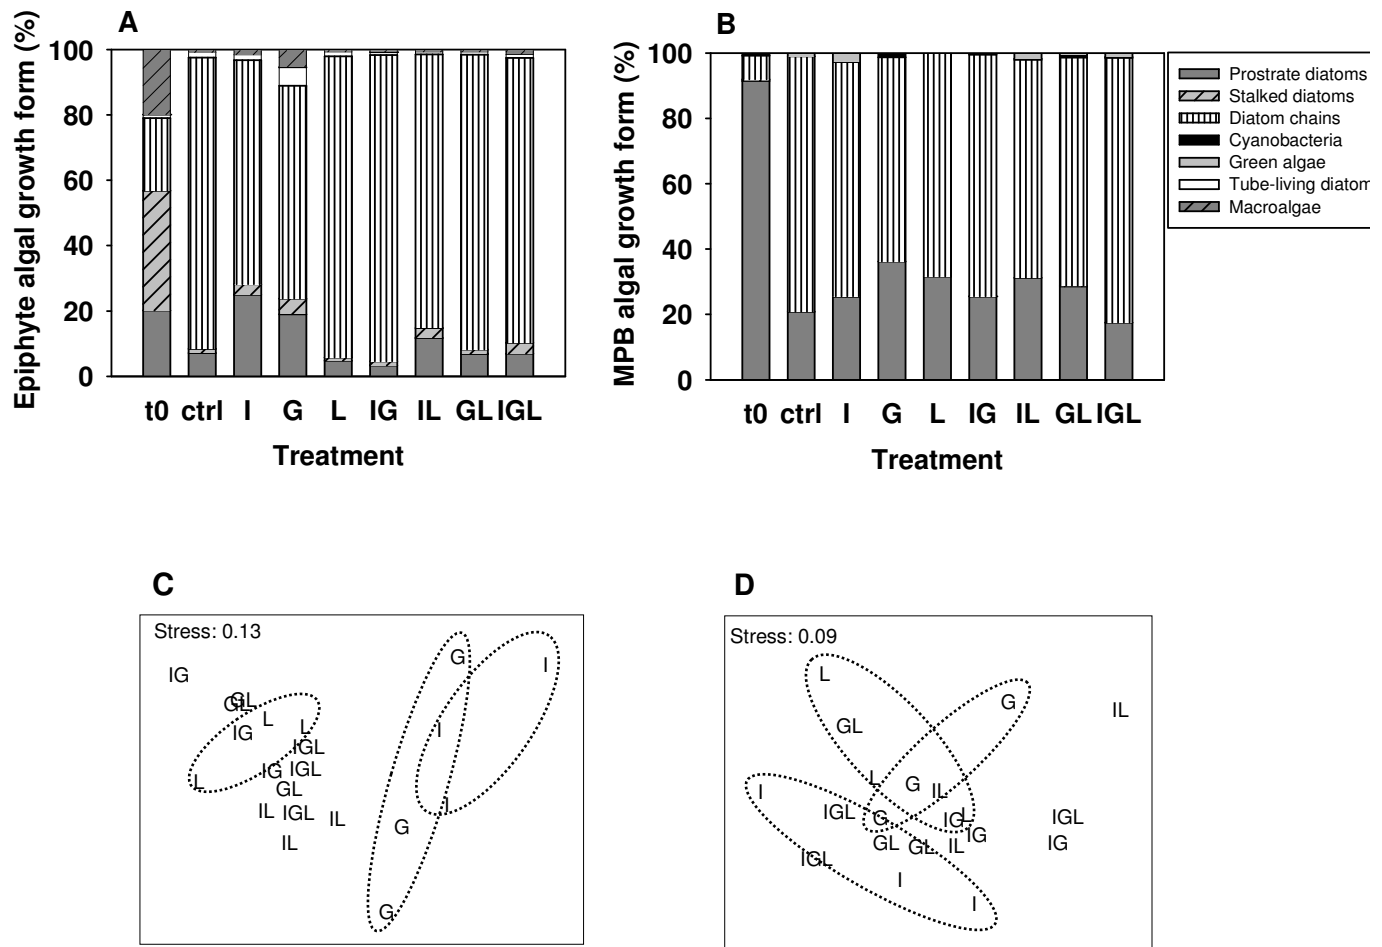 A
B
Epiphyte algal growth form (%)
100
80
60
40
20
0
t0 ctrl I G L IG IL GL IGL
Treatment
MPB algal growth form (%)
100
80
60
40
20
0
t0 ctrl I G L IG IL GL IGL
Treatment
Prostrate diatoms
Stalked diatoms
Diatom chains
Cyanobacteria
Green algae
Tube-living diatom
Macroalgae
C
Stress: 0.13
G
I
IG
GL
GL
L
L
I
IG
IGL
IG
IGL
L
GL
I
IL
IGL
IL
G
IL
G
D
Stress: 0.09
L
G
IL
GL
L
G
IL
I
IGL
G
IG
L
IGL
IG
GL
GL
IL
IG
IGL
I
I